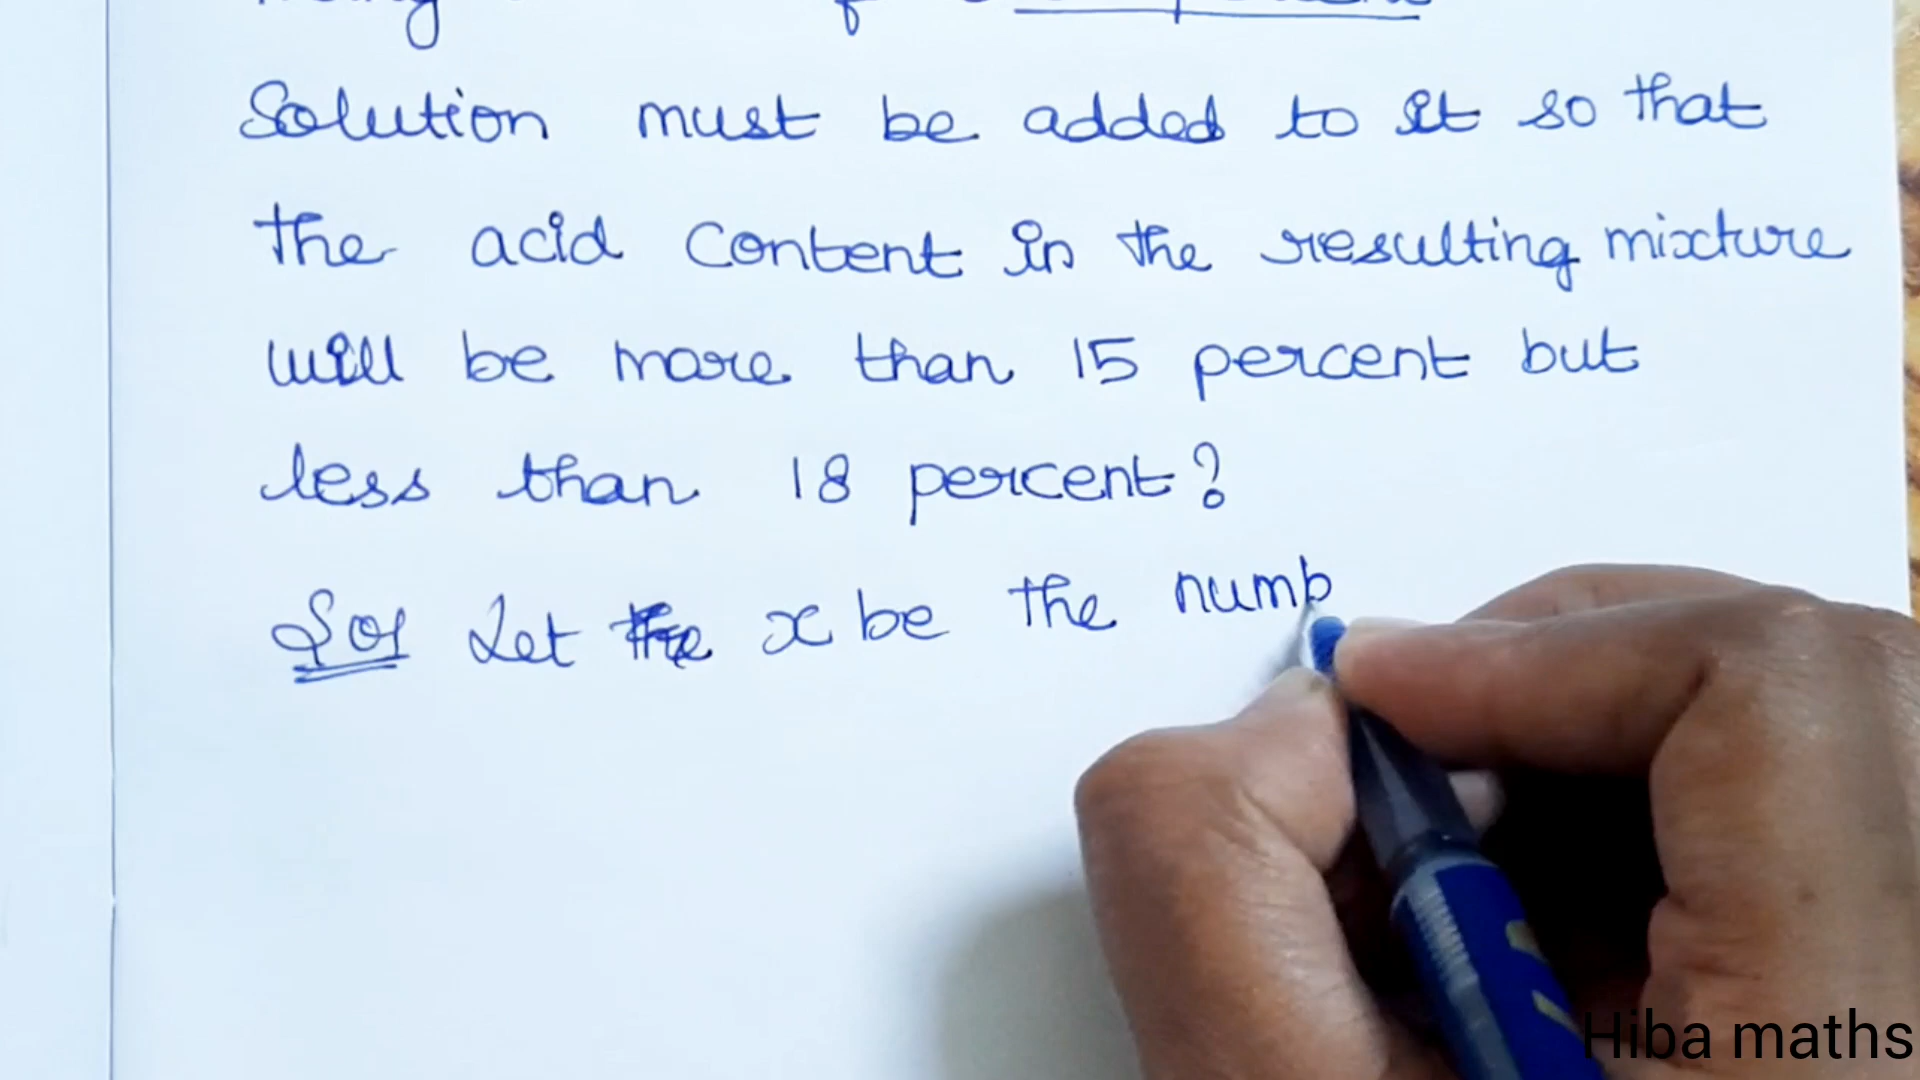 Solution must be added to it so that
the acid content in the resulting mixture
will be more than 15 percent but
less than 18 percent?
Sol Let x be the numb
Hiba maths